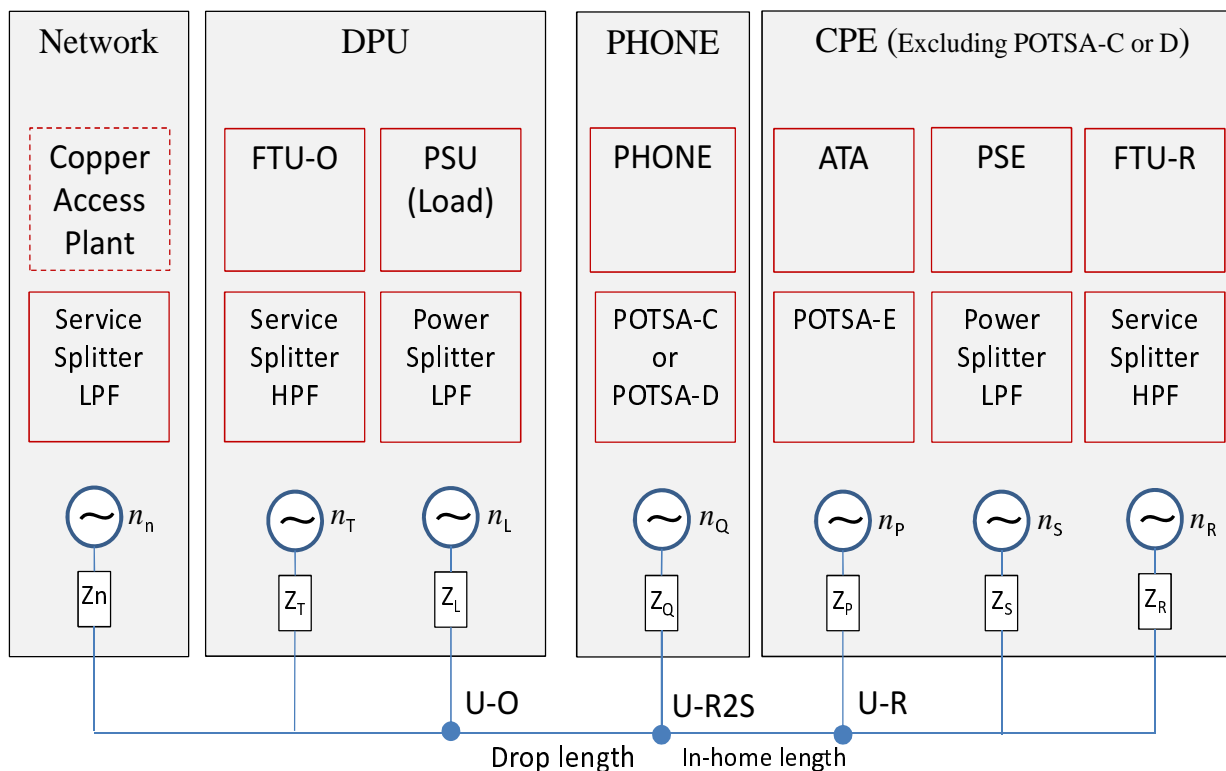 Network
DPU
PHONE
CPE (Excluding POTSA-C or D)
Copper
Access
Plant
FTU-O
PSU
(Load)
PHONE
ATA
PSE
FTU-R
Service
Splitter
LPF
Service
Splitter
HPF
Power
Splitter
LPF
POTSA-C
or
POTSA-D
POTSA-E
Power
Splitter
LPF
Service
Splitter
HPF
~ nn
~ nT
~ nL
~ nQ
~ nP
~ nS
~ nR
Zn
ZT
ZL
ZQ
ZP
ZS
ZR
U-O
U-R2S
U-R
Drop length
In-home length